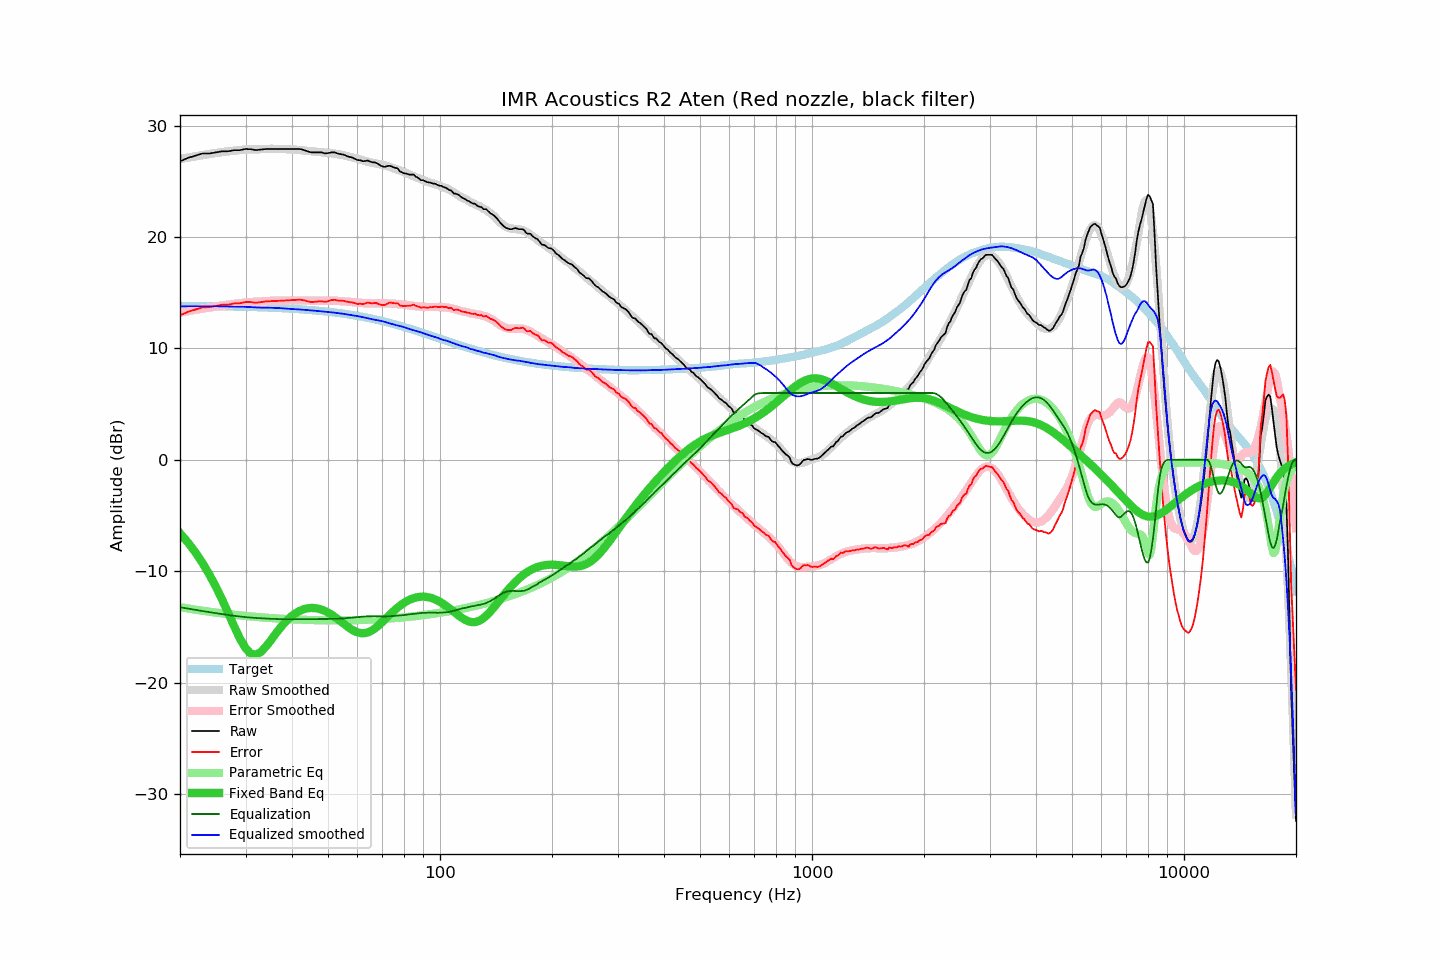 IMR Acoustics R2 Aten (Red nozzle, black filter)
30
20
10
0
−10
−20
−30
Amplitude (dBr)
Target
Raw Smoothed
Error Smoothed
Raw
Error
Parametric Eq
Fixed Band Eq
Equalization
Equalized smoothed
100
1000
10000
Frequency (Hz)